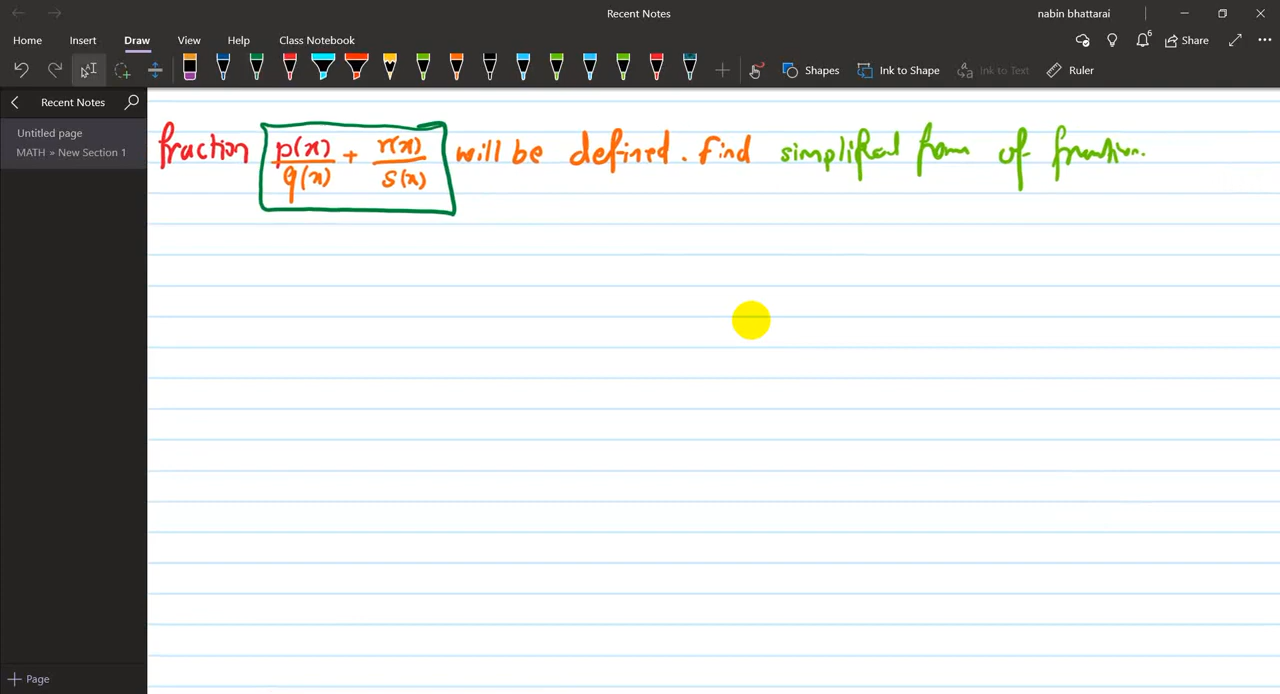 Recent Notes
nabin bhattarai
Home Insert Draw View Help Class Notebook
Share
Shapes Ink to Shape Ink to Text Ruler
Recent Notes
Untitled page
MATH » New Section 1
fraction p(x)/q(x) + r(x)/s(x) will be defined. Find simplified form of fraction.
+ Page